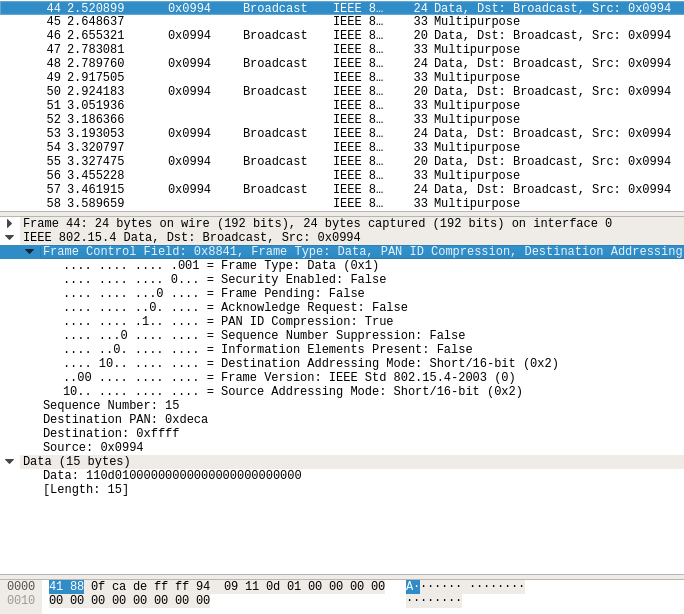 44 2.520899 0x0994 Broadcast IEEE 8… 24 Data, Dst: Broadcast, Src: 0x0994
45 2.648637 IEEE 8… 33 Multipurpose
46 2.655321 0x0994 Broadcast IEEE 8… 20 Data, Dst: Broadcast, Src: 0x0994
47 2.783081 IEEE 8… 33 Multipurpose
48 2.789760 0x0994 Broadcast IEEE 8… 24 Data, Dst: Broadcast, Src: 0x0994
49 2.917505 IEEE 8… 33 Multipurpose
50 2.924183 0x0994 Broadcast IEEE 8… 20 Data, Dst: Broadcast, Src: 0x0994
51 3.051936 IEEE 8… 33 Multipurpose
52 3.186366 IEEE 8… 33 Multipurpose
53 3.193053 0x0994 Broadcast IEEE 8… 24 Data, Dst: Broadcast, Src: 0x0994
54 3.320797 IEEE 8… 33 Multipurpose
55 3.327475 0x0994 Broadcast IEEE 8… 20 Data, Dst: Broadcast, Src: 0x0994
56 3.455228 IEEE 8… 33 Multipurpose
57 3.461915 0x0994 Broadcast IEEE 8… 24 Data, Dst: Broadcast, Src: 0x0994
58 3.589659 IEEE 8… 33 Multipurpose
Frame 44: 24 bytes on wire (192 bits), 24 bytes captured (192 bits) on interface 0
IEEE 802.15.4 Data, Dst: Broadcast, Src: 0x0994
Frame Control Field: 0x8841, Frame Type: Data, PAN ID Compression, Destination Addressing
.... .... .... .001 = Frame Type: Data (0x1)
.... .... .... 0... = Security Enabled: False
.... .... ...0 .... = Frame Pending: False
.... .... ..0. .... = Acknowledge Request: False
.... .... .1.. .... = PAN ID Compression: True
.... ...0 .... .... = Sequence Number Suppression: False
.... ..0. .... .... = Information Elements Present: False
.... 10.. .... .... = Destination Addressing Mode: Short/16-bit (0x2)
..00 .... .... .... = Frame Version: IEEE Std 802.15.4-2003 (0)
10.. .... .... .... = Source Addressing Mode: Short/16-bit (0x2)
Sequence Number: 15
Destination PAN: 0xdeca
Destination: 0xffff
Source: 0x0994
Data (15 bytes)
Data: 110d01000000000000000000000000
[Length: 15]
0000 41 88 0f ca de ff ff 94 09 11 0d 01 00 00 00 00 A······· ········
0010 00 00 00 00 00 00 00 00 ········